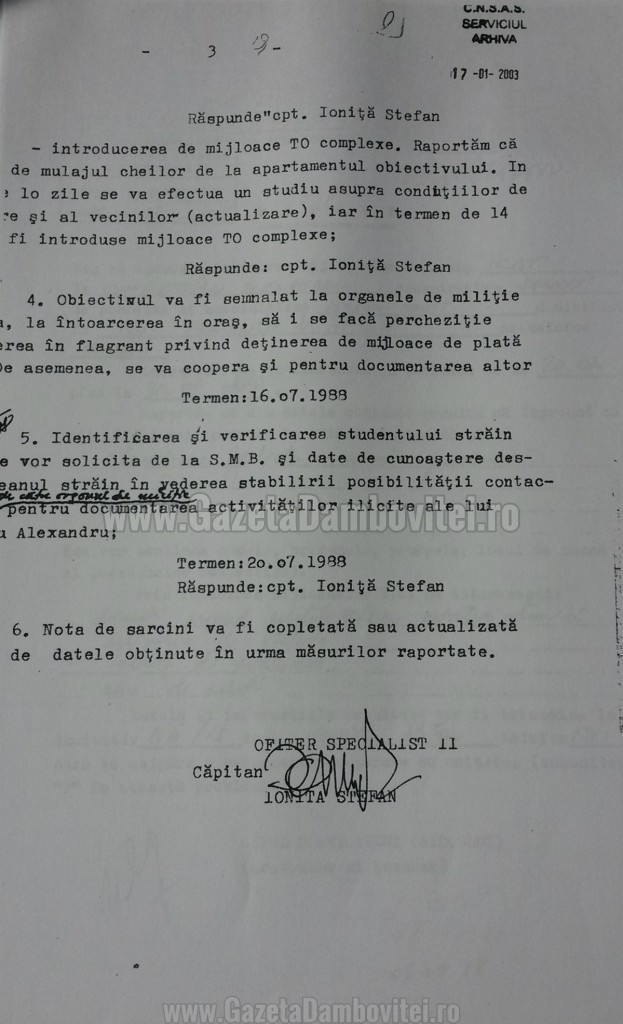 C.N.S.A.S.
SERVICIUL
ARHIVA
17 -01- 2003
- 3 -
Răspunde"cpt. Ioniţă Stefan
- introducerea de mijloace TO complexe. Raportăm că
de mulajul cheilor de la apartamentul obiectivului. In
lo zile se va efectua un studiu asupra condiţiilor de
re şi al vecinilor (actualizare), iar în termen de 14
fi introduse mijloace TO complexe;
Răspunde: cpt. Ioniţă Stefan
4. Obiectivul va fi semnalat la organele de miliţie
a, la întoarcerea în oraş, să i se facă percheziţie
erea în flagrant privind deţinerea de mijloace de plată
De asemenea, se va coopera şi pentru documentarea altor
Termen:16.o7.1988
5. Identificarea şi verificarea studentului străin
e vor solicita de la S.M.B. şi date de cunoaştere des-
eanul străin în vederea stabilirii posibilităţii contac-
de către organul de miliţie
pentru documentarea activităţilor ilicite ale lui
www.GazetaDambovitei.ro
u Alexandru;
Termen:2o.o7.1988
Răspunde:cpt. Ioniţă Stefan
6. Nota de sarcini va fi copletată sau actualizată
de datele obţinute în urma măsurilor raportate.
OFITER SPECIALIST II
Căpitan
IONITA STEFAN
www.GazetaDambovitei.ro